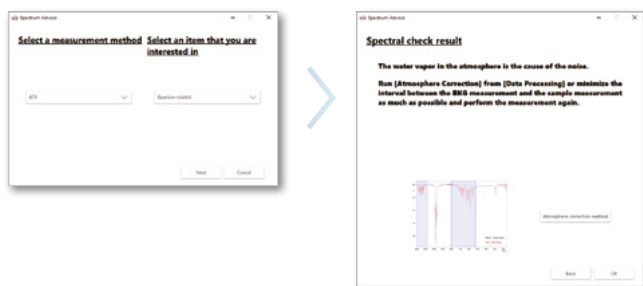 Spectrum Advisor
Select a measurement method
Select an item that you are
interested in
ATR
Baseline-related
Next
Cancel
Spectrum Advisor
Spectral check result
The water vapor in the atmosphere is the cause of the noise.
Run [Atmosphere Correction] from [Data Processing] or minimize the
interval between the BKG measurement and the sample measurement
as much as possible and perform the measurement again.
Atmosphere correction method
Back
OK